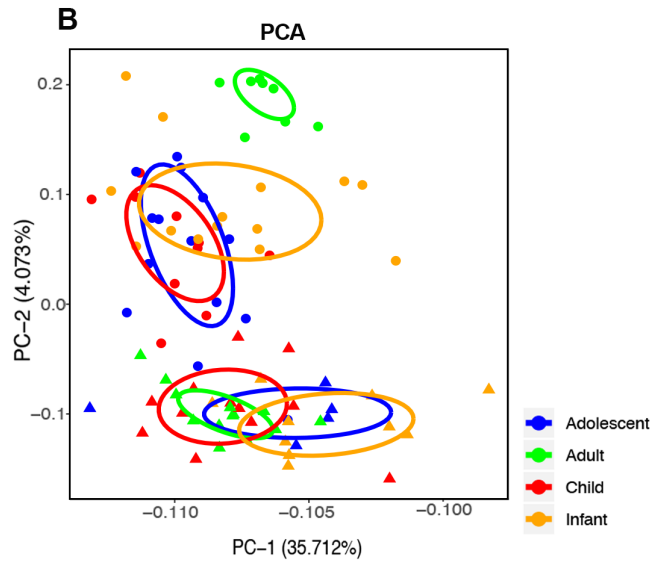 B
PCA
0.2
0.1
0.0
−0.1
PC−2 (4.073%)
−0.110
−0.105
−0.100
PC−1 (35.712%)
Adolescent
Adult
Child
Infant